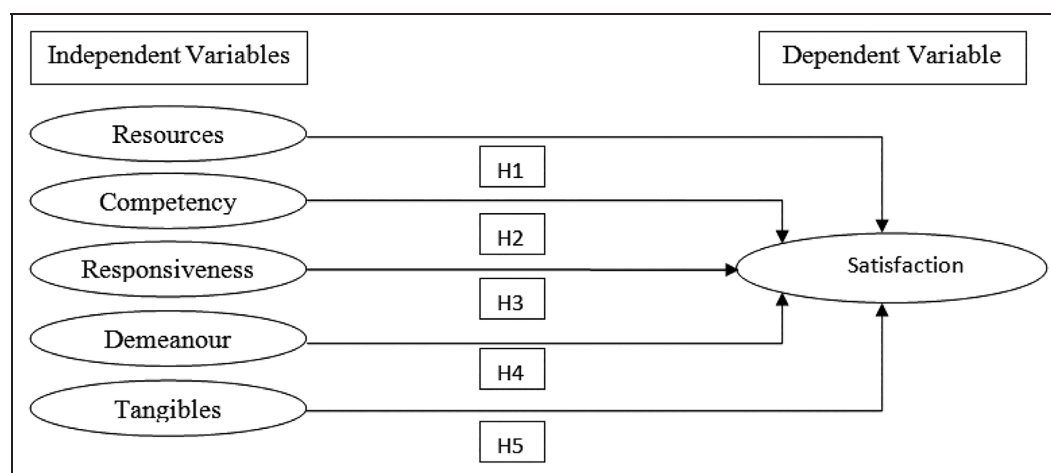 Independent Variables
Dependent Variable
Resources
H1
Competency
H2
Responsiveness
Satisfaction
H3
Demeanour
H4
Tangibles
H5